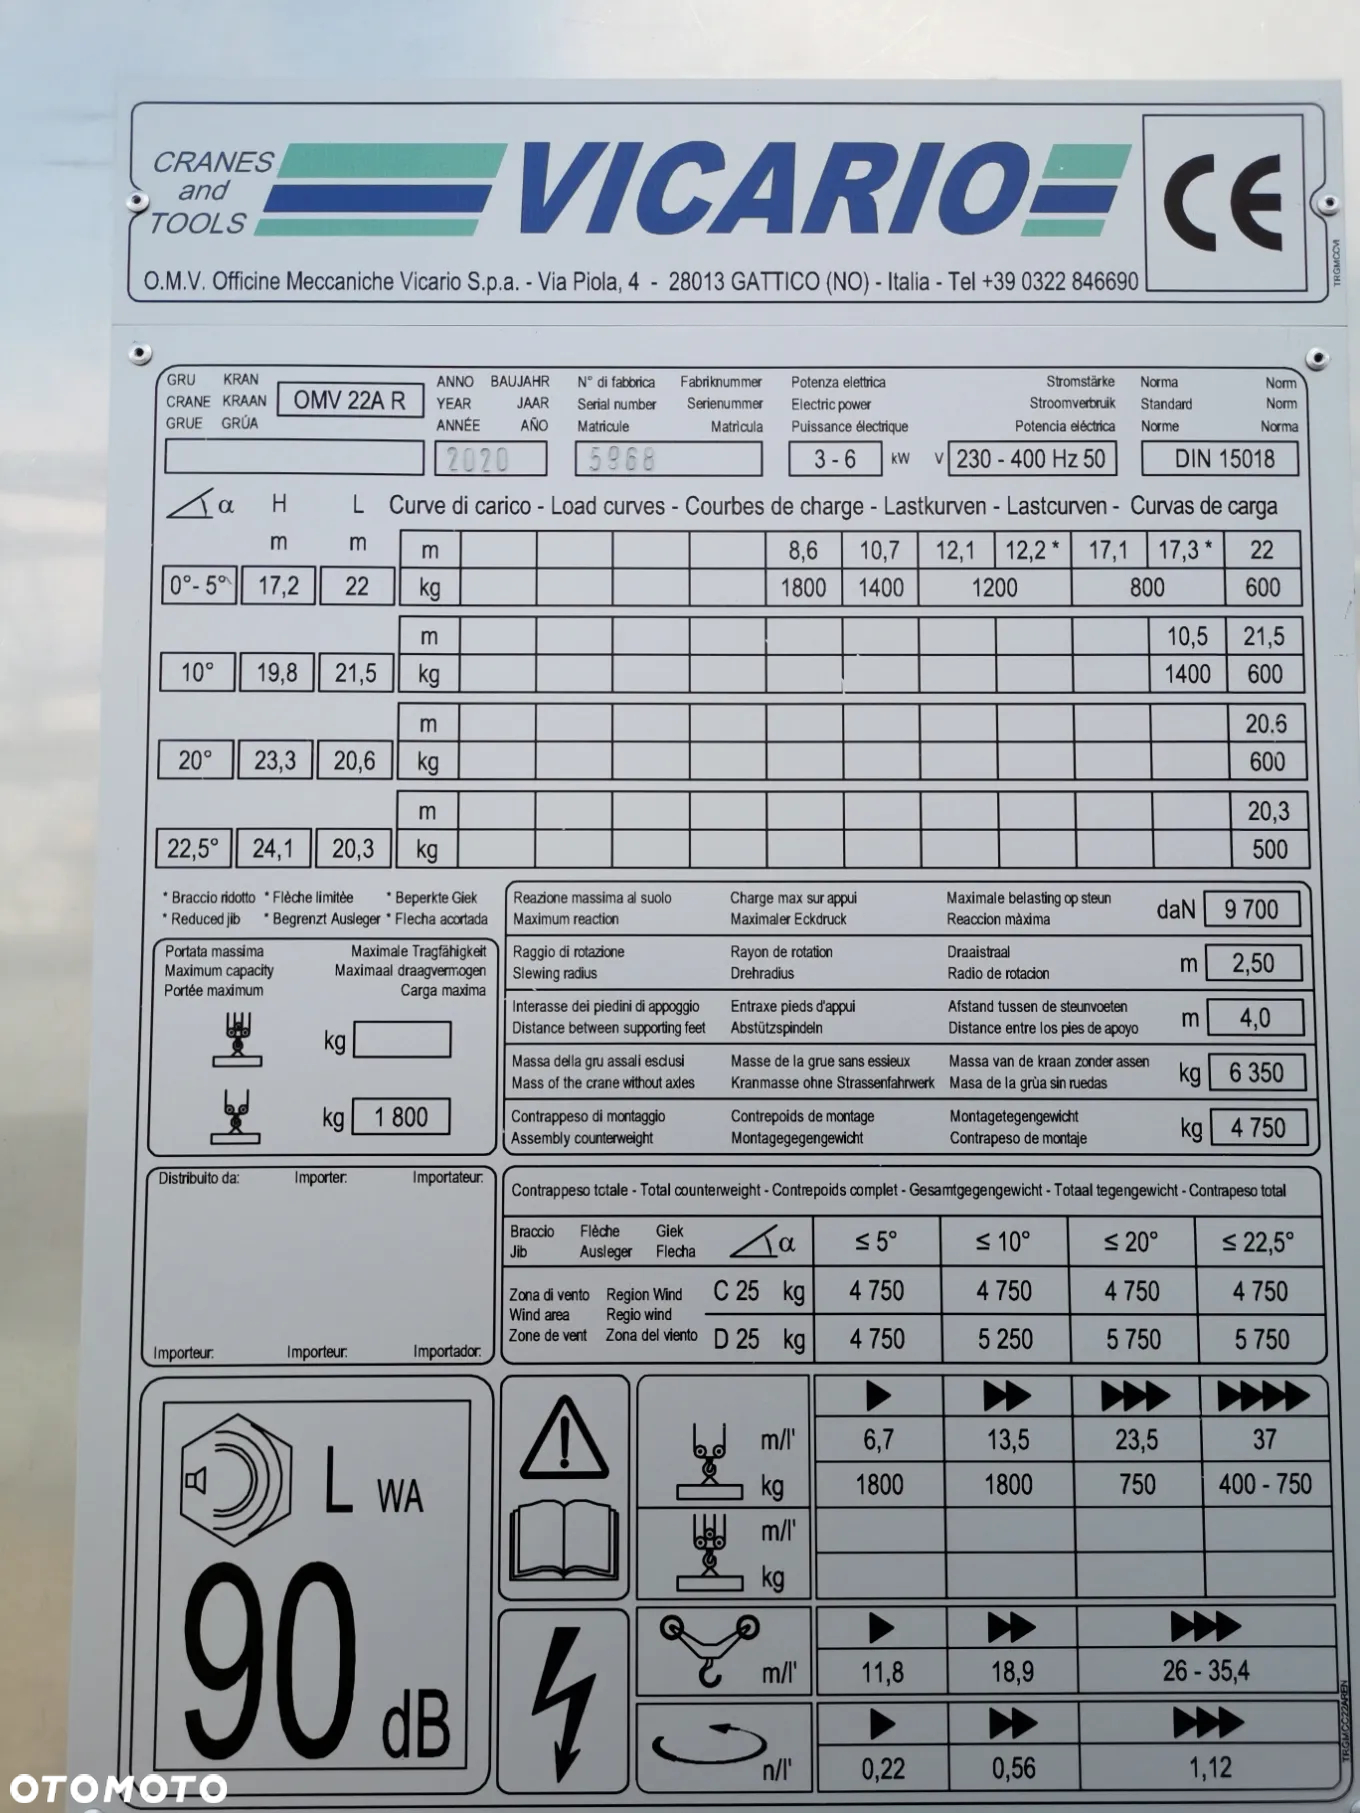 CRANES
and
TOOLS
VICARIO
CE
O.M.V. Officine Meccaniche Vicario S.p.a. - Via Piola, 4 - 28013 GATTICO (NO) - Italia - Tel +39 0322 846690
TRGMCCVI
GRU KRAN
CRANE KRAAN
GRUE GRÚA
OMV 22A R
ANNO BAUJAHR
YEAR JAAR
ANNÉE AÑO
2020
N° di fabbrica Fabriknummer
Serial number Serienummer
Matricule Matricula
5968
Potenza elettrica Stromstärke
Electric power Stroomverbruik
Puissance électrique Potencia eléctrica
3 - 6 kW V 230 - 400 Hz 50
Norma Norm
Standard Norm
Norme Norma
DIN 15018
α H L Curve di carico - Load curves - Courbes de charge - Lastkurven - Lastcurven - Curvas de carga
m m m 8,6 10,7 12,1 12,2 * 17,1 17,3 * 22
0°- 5° 17,2 22 kg 1800 1400 1200 800 600
m 10,5 21,5
10° 19,8 21,5 kg 1400 600
m 20.6
20° 23,3 20,6 kg 600
m 20,3
22,5° 24,1 20,3 kg 500
* Braccio ridotto * Flèche limitèe * Beperkte Giek
* Reduced jib * Begrenzt Ausleger * Flecha acortada
Portata massima Maximale Tragfähigkeit
Maximum capacity Maximaal draagvermogen
Portée maximum Carga maxima
kg
kg 1 800
Reazione massima al suolo Charge max sur appui Maximale belasting op steun
Maximum reaction Maximaler Eckdruck Reaccion màxima
daN 9 700
Raggio di rotazione Rayon de rotation Draaistraal
Slewing radius Drehradius Radio de rotacion
m 2,50
Interasse dei piedini di appoggio Entraxe pieds d'appui Afstand tussen de steunvoeten
Distance between supporting feet Abstützspindeln Distance entre los pies de apoyo
m 4,0
Massa della gru assali esclusi Masse de la grue sans essieux Massa van de kraan zonder assen
Mass of the crane without axles Kranmasse ohne Strassenfahrwerk Masa de la grùa sin ruedas
kg 6 350
Contrappeso di montaggio Contrepoids de montage Montagetegengewicht
Assembly counterweight Montagegegengewicht Contrapeso de montaje
kg 4 750
Distribuito da: Importer: Importateur:
Importeur: Importeur: Importador:
Contrappeso totale - Total counterweight - Contrepoids complet - Gesamtgegengewicht - Totaal tegengewicht - Contrapeso total
Braccio Flèche Giek
Jib Ausleger Flecha
α ≤ 5° ≤ 10° ≤ 20° ≤ 22,5°
Zona di vento Region Wind
Wind area Regio wind
Zone de vent Zona del viento
C 25 kg 4 750 4 750 4 750 4 750
D 25 kg 4 750 5 250 5 750 5 750
L WA
90 dB
m/l' 6,7 13,5 23,5 37
kg 1800 1800 750 400 - 750
m/l'
kg
m/l' 11,8 18,9 26 - 35,4
n/l' 0,22 0,56 1,12
TRGMCC22AREN
OTOMOTO